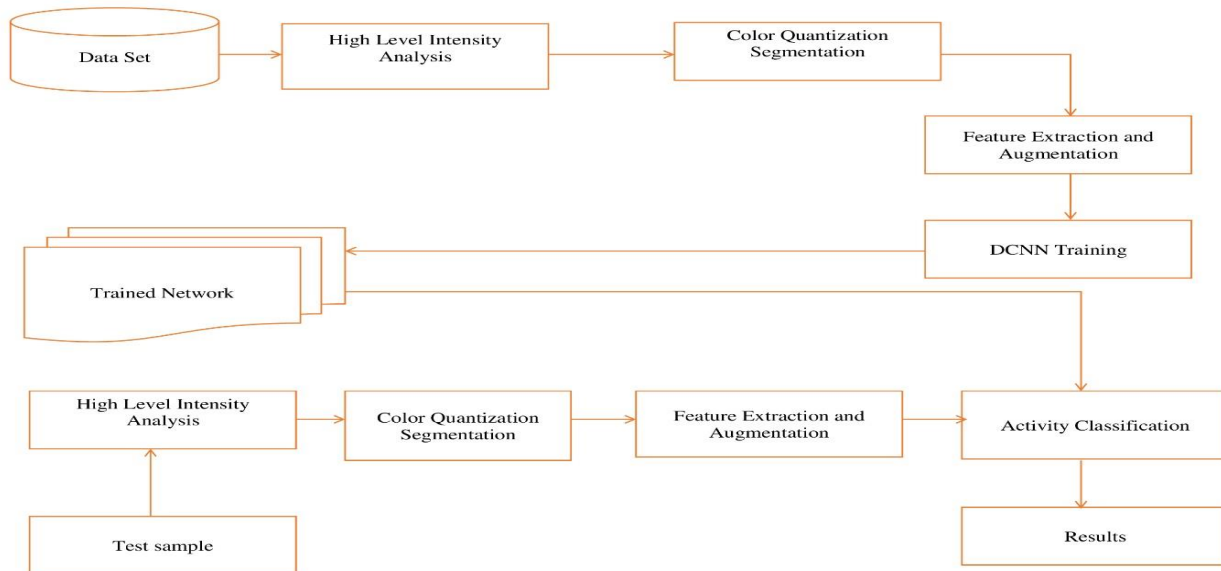 Data Set
High Level Intensity
Analysis
Color Quantization
Segmentation
Feature Extraction and
Augmentation
DCNN Training
Trained Network
High Level Intensity
Analysis
Color Quantization
Segmentation
Feature Extraction and
Augmentation
Activity Classification
Test sample
Results